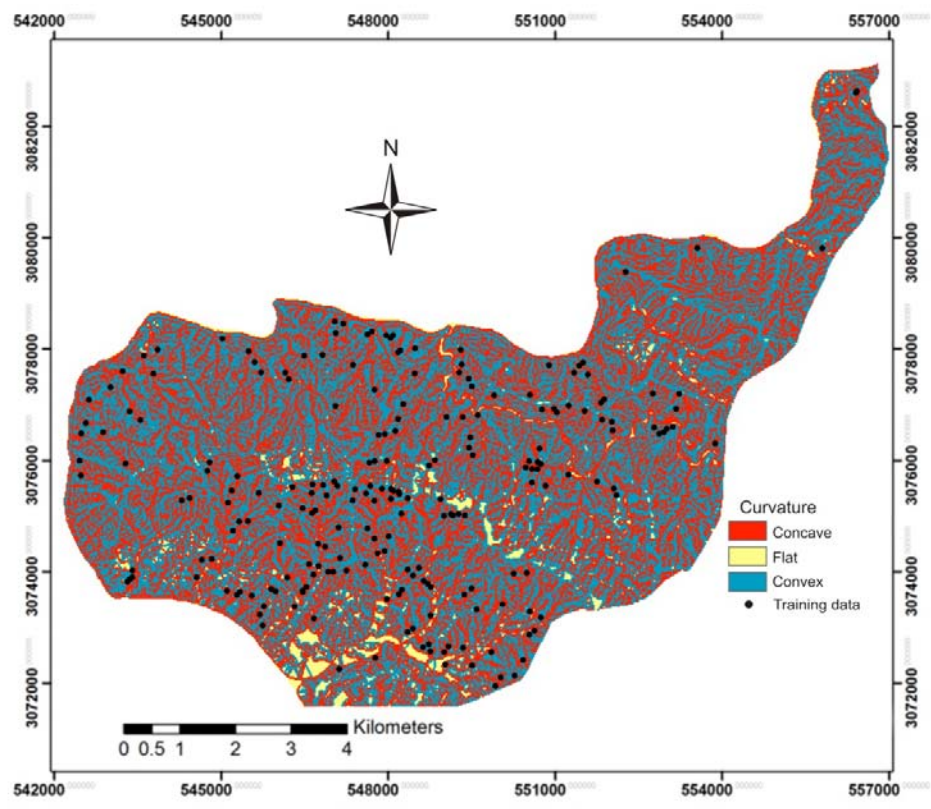 542000 545000 548000 551000 554000 557000
N
3082000 3082000
3080000 3080000
3078000 3078000
3076000 3076000
3074000 3074000
3072000 3072000
Curvature
Concave
Flat
Convex
Training data
Kilometers
0 0.5 1 2 3 4
542000 545000 548000 551000 554000 557000